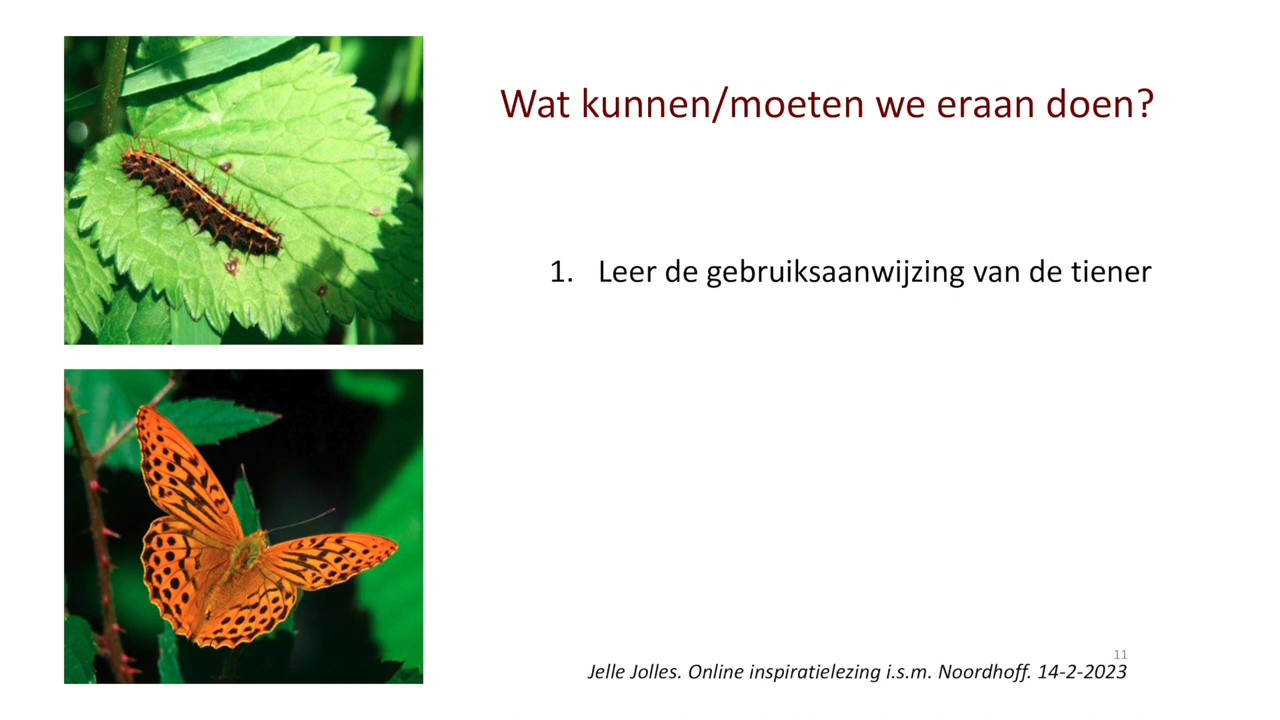 Wat kunnen/moeten we eraan doen?
1. Leer de gebruiksaanwijzing van de tiener
11
Jelle Jolles. Online inspiratielezing i.s.m. Noordhoff. 14-2-2023